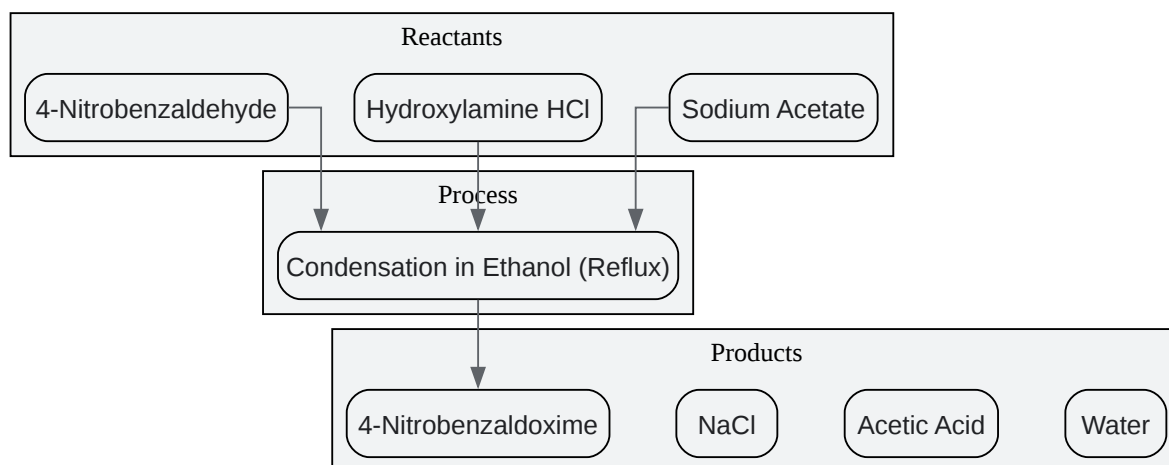 Reactants
4-Nitrobenzaldehyde
Hydroxylamine HCl
Sodium Acetate
Process
Condensation in Ethanol (Reflux)
Products
4-Nitrobenzaldoxime
NaCl
Acetic Acid
Water